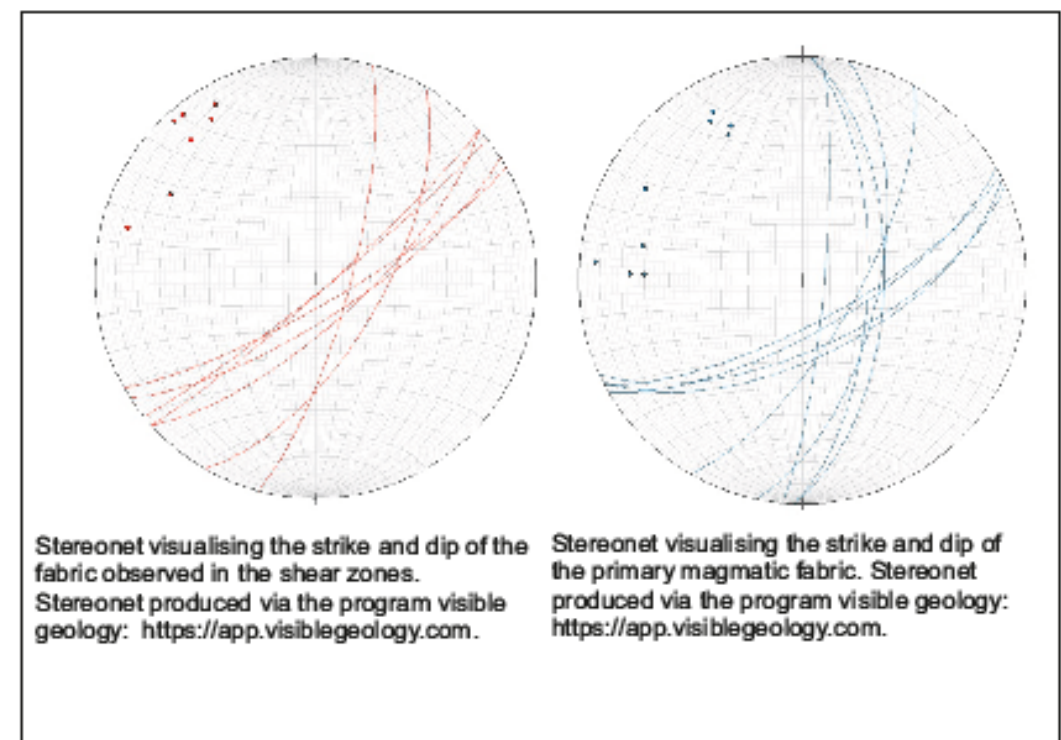 Stereonet visualising the strike and dip of the
fabric observed in the shear zones.
Stereonet produced via the program visible
geology:  https://app.visiblegeology.com.
Stereonet visualising the strike and dip of
the primary magmatic fabric. Stereonet
produced via the program visible geology:
https://app.visiblegeology.com.